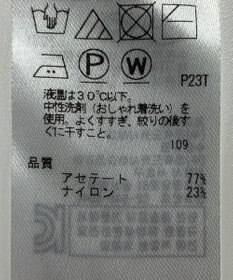 P W
P23T
液温は30℃以下、
中性洗剤（おしゃれ着洗い）を
使用、よくすすぎ、絞りの後す
ぐに干すこと。
109
品質
アセテート 77%
ナイロン 23%